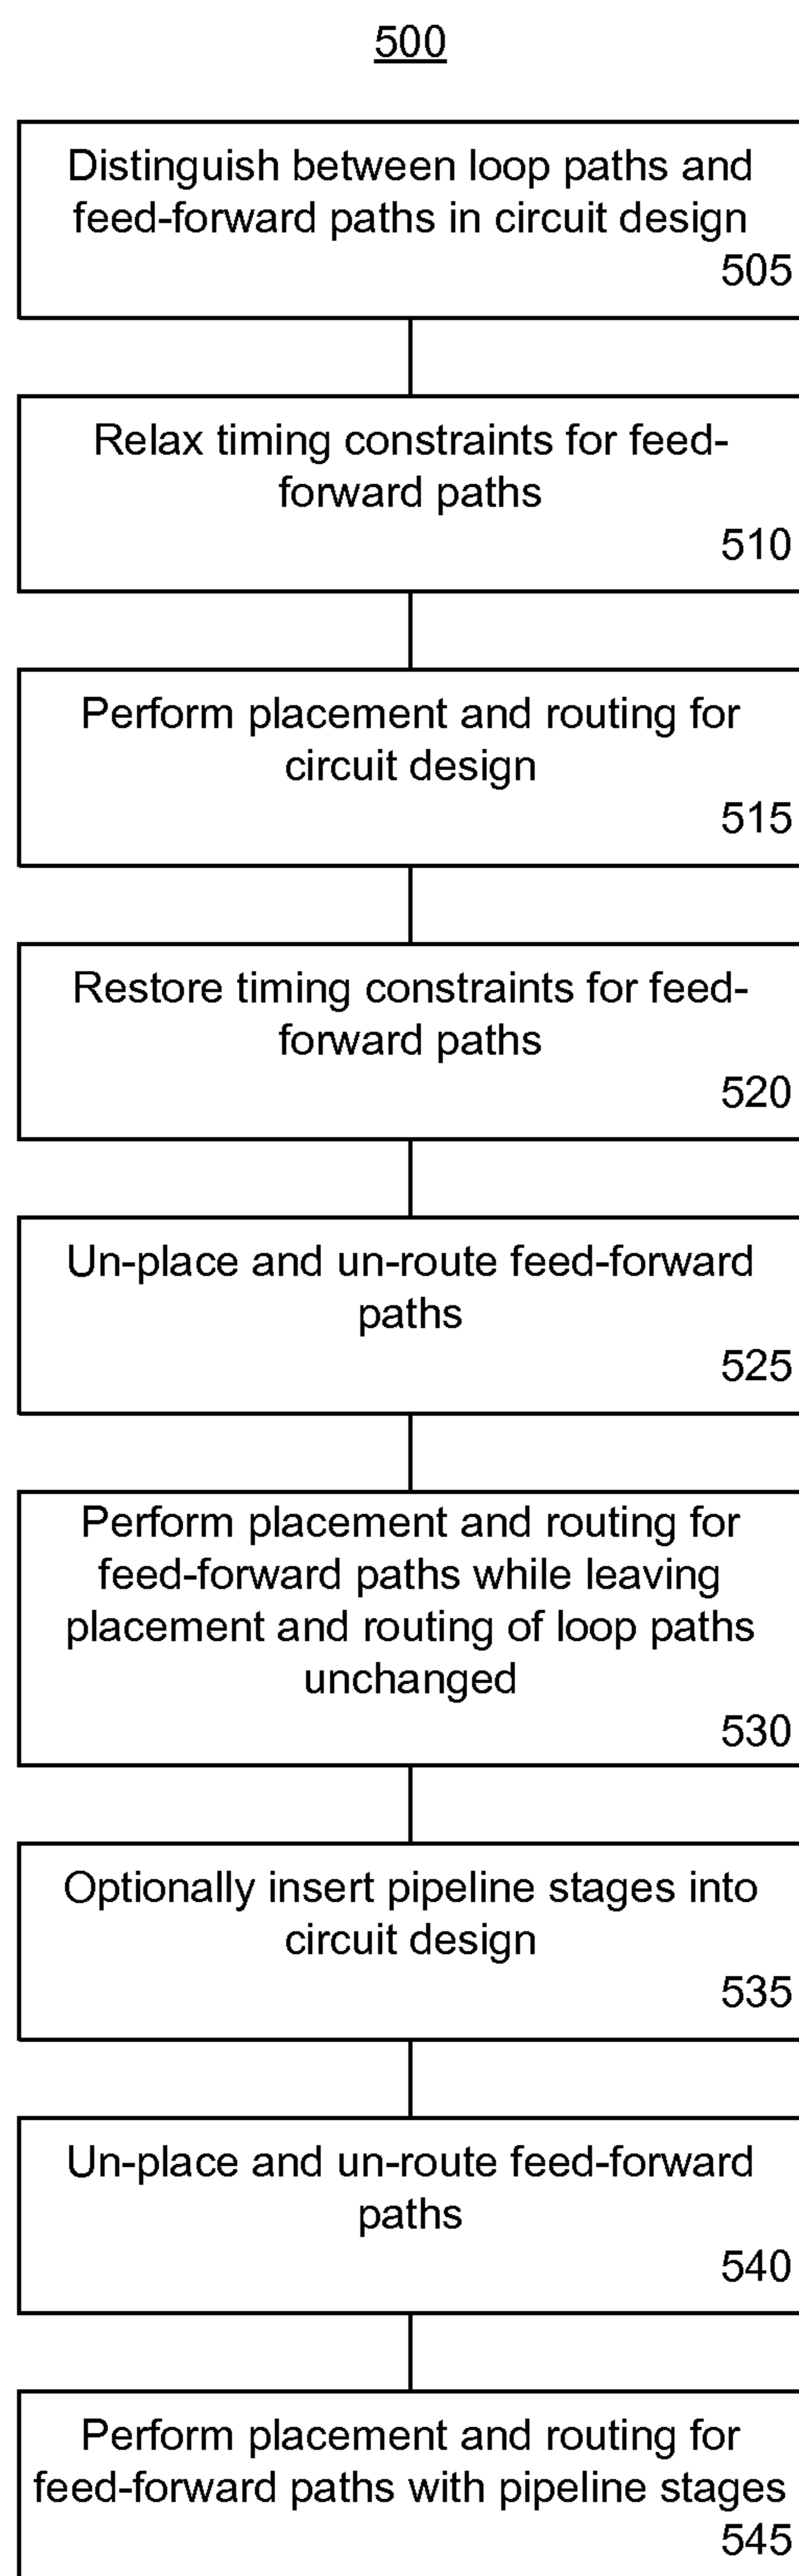 500
Distinguish between loop paths and
feed-forward paths in circuit design
505
Relax timing constraints for feed-
forward paths
510
Perform placement and routing for
circuit design
515
Restore timing constraints for feed-
forward paths
520
Un-place and un-route feed-forward
paths
525
Perform placement and routing for
feed-forward paths while leaving
placement and routing of loop paths
unchanged
530
Optionally insert pipeline stages into
circuit design
535
Un-place and un-route feed-forward
paths
540
Perform placement and routing for
feed-forward paths with pipeline stages
545